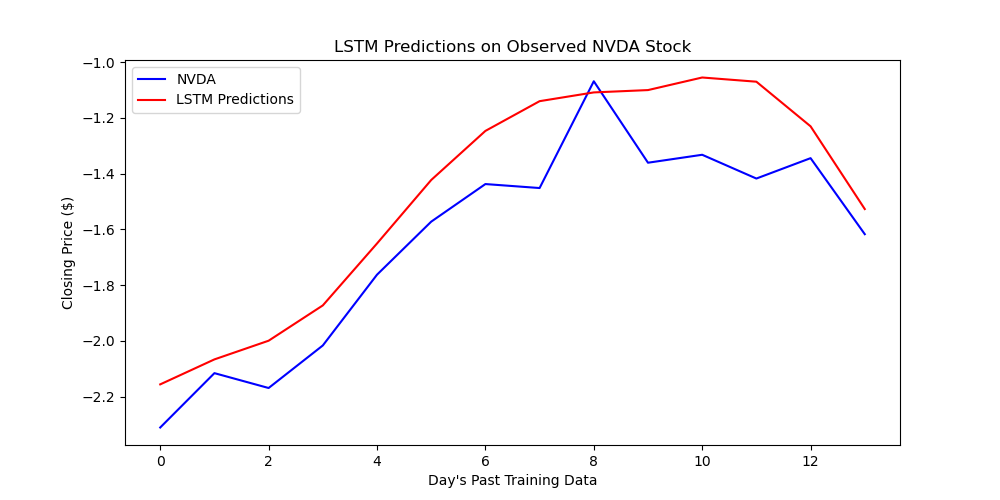 LSTM Predictions on Observed NVDA Stock
NVDA
LSTM Predictions
Closing Price ($)
−1.0
−1.2
−1.4
−1.6
−1.8
−2.0
−2.2
0 2 4 6 8 10 12
Day's Past Training Data